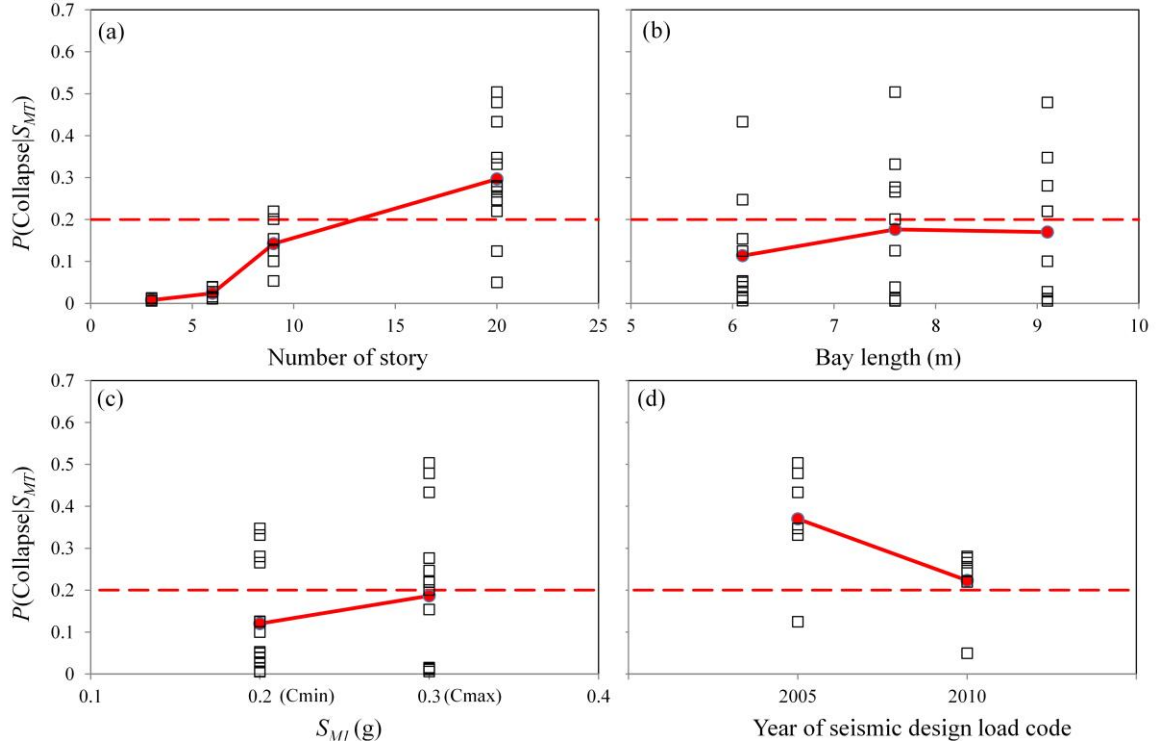 (a)
0.7
0.6
0.5
0.4
0.3
0.2
0.1
0
P(Collapse|S_MT)
0 5 10 15 20 25
Number of story
(b)
5 6 7 8 9 10
Bay length (m)
(c)
0.7
0.6
0.5
0.4
0.3
0.2
0.1
0
P(Collapse|S_MT)
0.1 0.2 (Cmin) 0.3 (Cmax) 0.4
S_M1 (g)
(d)
2005 2010
Year of seismic design load code